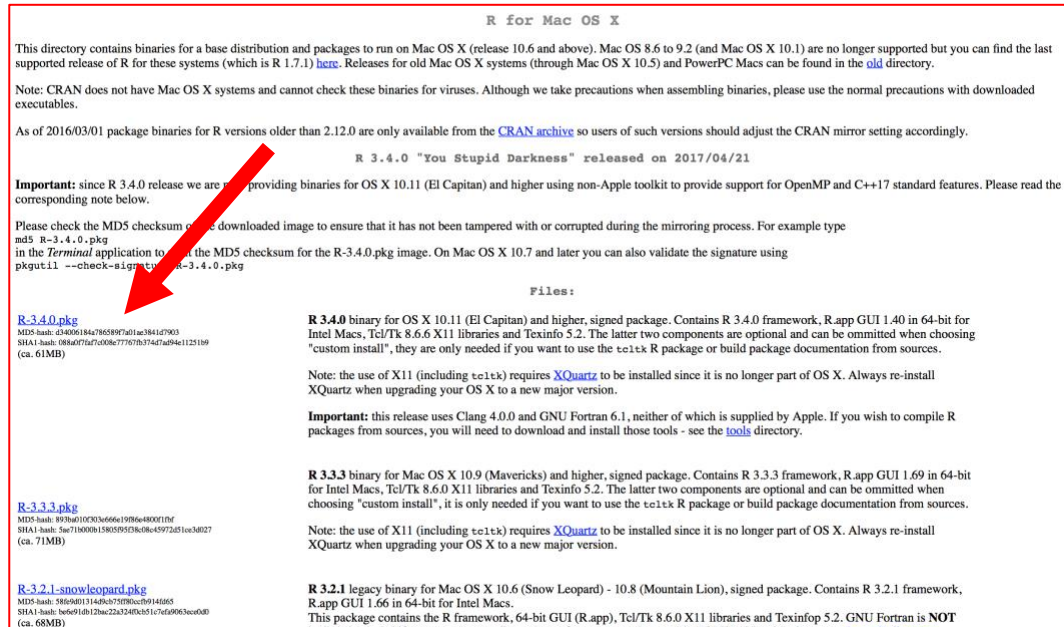 R for Mac OS X
This directory contains binaries for a base distribution and packages to run on Mac OS X (release 10.6 and above). Mac OS 8.6 to 9.2 (and Mac OS X 10.1) are no longer supported but you can find the last
supported release of R for these systems (which is R 1.7.1) here. Releases for old Mac OS X systems (through Mac OS X 10.5) and PowerPC Macs can be found in the old directory.
Note: CRAN does not have Mac OS X systems and cannot check these binaries for viruses. Although we take precautions when assembling binaries, please use the normal precautions with downloaded
executables.
As of 2016/03/01 package binaries for R versions older than 2.12.0 are only available from the CRAN archive so users of such versions should adjust the CRAN mirror setting accordingly.
R 3.4.0 "You Stupid Darkness" released on 2017/04/21
Important: since R 3.4.0 release we are providing binaries for OS X 10.11 (El Capitan) and higher using non-Apple toolkit to provide support for OpenMP and C++17 standard features. Please read the
corresponding note below.
Please check the MD5 checksum downloaded image to ensure that it has not been tampered with or corrupted during the mirroring process. For example type
md5 R-3.4.0.pkg
in the Terminal application to the MD5 checksum for the R-3.4.0.pkg image. On Mac OS X 10.7 and later you can also validate the signature using
pkgutil --check-signature R-3.4.0.pkg
Files:
R-3.4.0.pkg
MD5-hash: d34006184a786589f7a01ae3841d7903
SHA1-hash: 088a0f7faf7c008e77767fb374d7ad94e11251b9
(ca. 61MB)
R 3.4.0 binary for OS X 10.11 (El Capitan) and higher, signed package. Contains R 3.4.0 framework, R.app GUI 1.40 in 64-bit for
Intel Macs, Tcl/Tk 8.6.6 X11 libraries and Texinfo 5.2. The latter two components are optional and can be ommitted when choosing
"custom install", they are only needed if you want to use the tcltk R package or build package documentation from sources.
Note: the use of X11 (including tcltk) requires XQuartz to be installed since it is no longer part of OS X. Always re-install
XQuartz when upgrading your OS X to a new major version.
Important: this release uses Clang 4.0.0 and GNU Fortran 6.1, neither of which is supplied by Apple. If you wish to compile R
packages from sources, you will need to download and install those tools - see the tools directory.
R-3.3.3.pkg
MD5-hash: 893ba010f303e666e19f86e4800f1fbf
SHA1-hash: 5ae71b000b15805f95f38c08c45972d51ce3d027
(ca. 71MB)
R 3.3.3 binary for Mac OS X 10.9 (Mavericks) and higher, signed package. Contains R 3.3.3 framework, R.app GUI 1.69 in 64-bit
for Intel Macs, Tcl/Tk 8.6.0 X11 libraries and Texinfo 5.2. The latter two components are optional and can be ommitted when
choosing "custom install", it is only needed if you want to use the tcltk R package or build package documentation from sources.
Note: the use of X11 (including tcltk) requires XQuartz to be installed since it is no longer part of OS X. Always re-install
XQuartz when upgrading your OS X to a new major version.
R-3.2.1-snowleopard.pkg
MD5-hash: 58fe9d01314d9cb75ff80ccfb914fd65
SHA1-hash: be6e91db12bac22a324f0cb51c7efa9063ece0d0
(ca. 68MB)
R 3.2.1 legacy binary for Mac OS X 10.6 (Snow Leopard) - 10.8 (Mountain Lion), signed package. Contains R 3.2.1 framework,
R.app GUI 1.66 in 64-bit for Intel Macs.
This package contains the R framework, 64-bit GUI (R.app), Tcl/Tk 8.6.0 X11 libraries and Texinfop 5.2. GNU Fortran is NOT